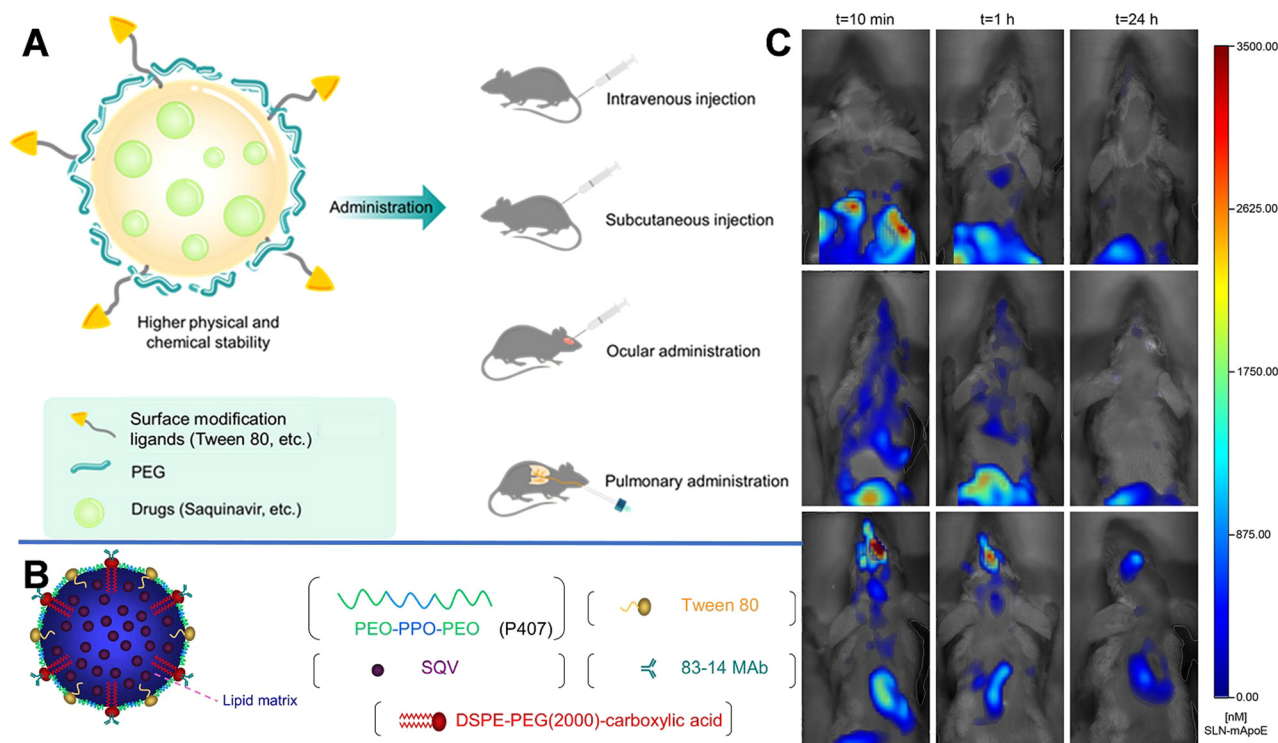 A
Higher physical and
chemical stability
Administration
Intravenous injection
Subcutaneous injection
Ocular administration
Pulmonary administration
Surface modification
ligands (Tween 80, etc.)
PEG
Drugs (Saquinavir, etc.)
B
Lipid matrix
PEO-PPO-PEO (P407)
Tween 80
SQV
83-14 MAb
DSPE-PEG(2000)-carboxylic acid
C
t=10 min
t=1 h
t=24 h
3500.00
2625.00
1750.00
875.00
0.00
[nM]
SLN-mApoE